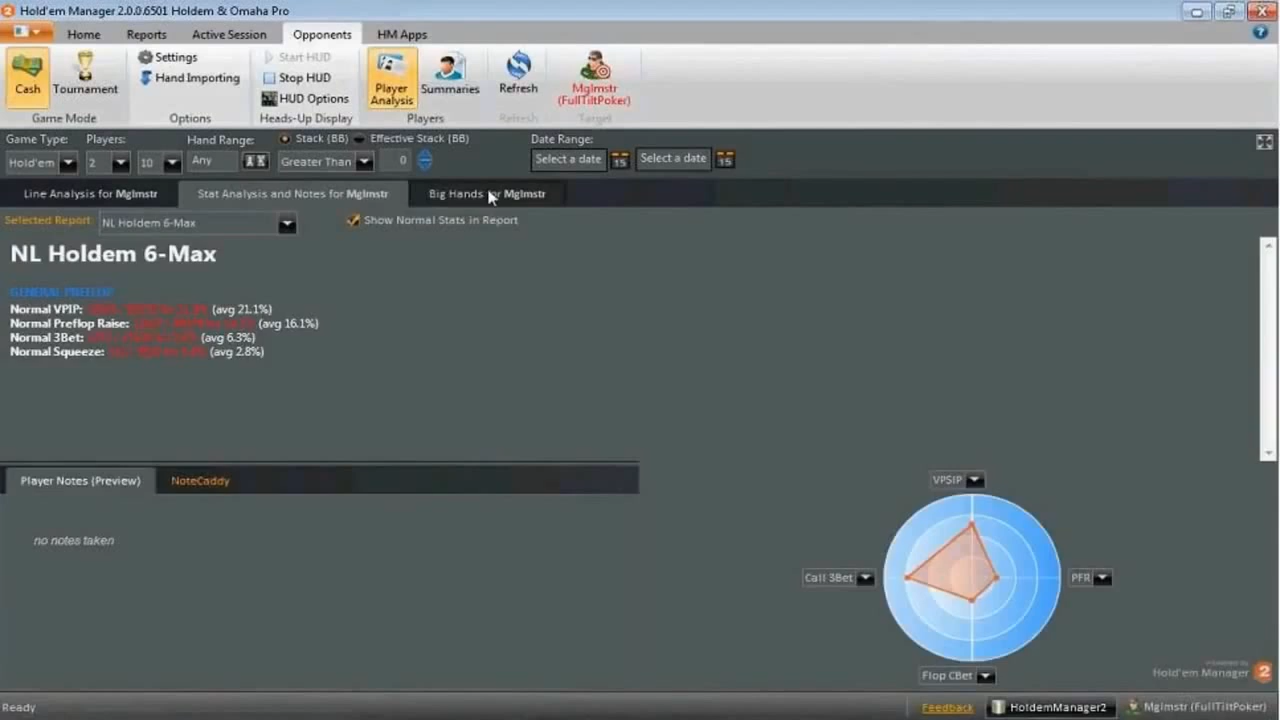 Hold'em Manager 2.0.0.6501 Holdem & Omaha Pro
Home Reports Active Session Opponents HM Apps
Cash
Tournament
Game Mode
Settings
Hand Importing
Options
Start HUD
Stop HUD
HUD Options
Heads-Up Display
Player Analysis
Summaries
Players
Refresh
Refresh
Mglmstr (FullTiltPoker)
Target
Game Type: Players: Hand Range: Stack (BB) Effective Stack (BB) Date Range:
Hold'em 2 10 Any Greater Than 0 Select a date 15 Select a date 15
Line Analysis for Mglmstr Stat Analysis and Notes for Mglmstr Big Hands for Mglmstr
Selected Report: NL Holdem 6-Max Show Normal Stats in Report
NL Holdem 6-Max
GENERAL PREFLOP
Normal VPIP: (avg 21.1%)
Normal Preflop Raise: (avg 16.1%)
Normal 3Bet: (avg 6.3%)
Normal Squeeze: (avg 2.8%)
Player Notes (Preview) NoteCaddy
no notes taken
VP$IP
Call 3Bet
PFR
Flop CBet
POWERED BY
Hold'em Manager 2
Ready Feedback HoldemManager2 Mglmstr (FullTiltPoker)